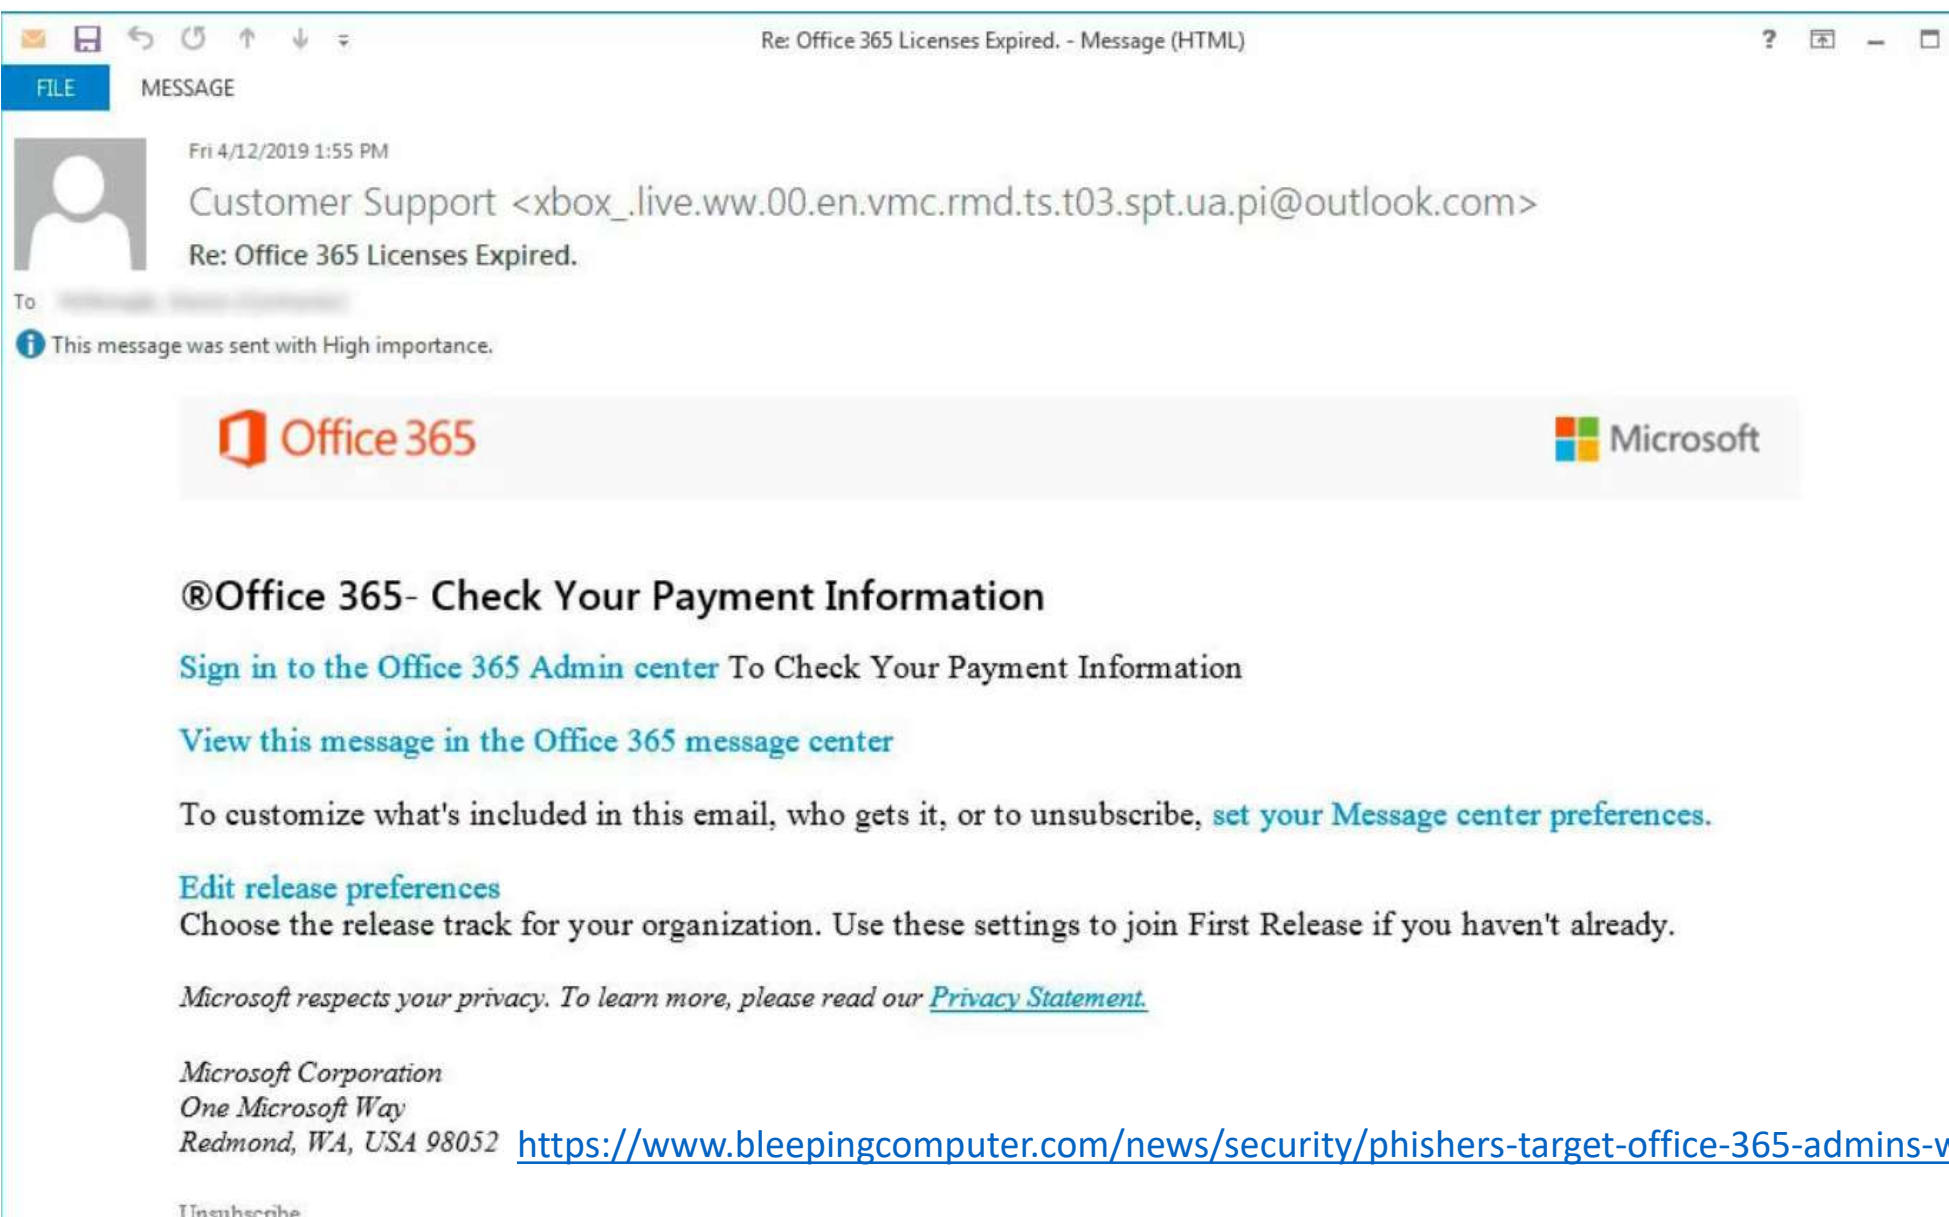 Re: Office 365 Licenses Expired. - Message (HTML)
?
FILE MESSAGE
Fri 4/12/2019 1:55 PM
Customer Support <xbox_.live.ww.00.en.vmc.rmd.ts.t03.spt.ua.pi@outlook.com>
Re: Office 365 Licenses Expired.
To
This message was sent with High importance.
Office 365 Microsoft
®Office 365- Check Your Payment Information
Sign in to the Office 365 Admin center To Check Your Payment Information
View this message in the Office 365 message center
To customize what's included in this email, who gets it, or to unsubscribe, set your Message center preferences.
Edit release preferences
Choose the release track for your organization. Use these settings to join First Release if you haven't already.
Microsoft respects your privacy. To learn more, please read our Privacy Statement.
Microsoft Corporation
One Microsoft Way
Redmond, WA, USA 98052 https://www.bleepingcomputer.com/news/security/phishers-target-office-365-admins-w
Unsubscribe